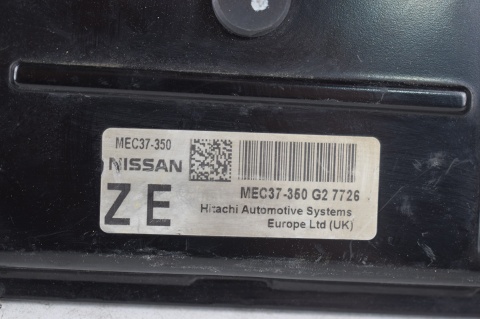 MEC37-350
NISSAN
ZE
MEC37-350 G2 7726
Hitachi Automotive Systems
Europe Ltd (UK)